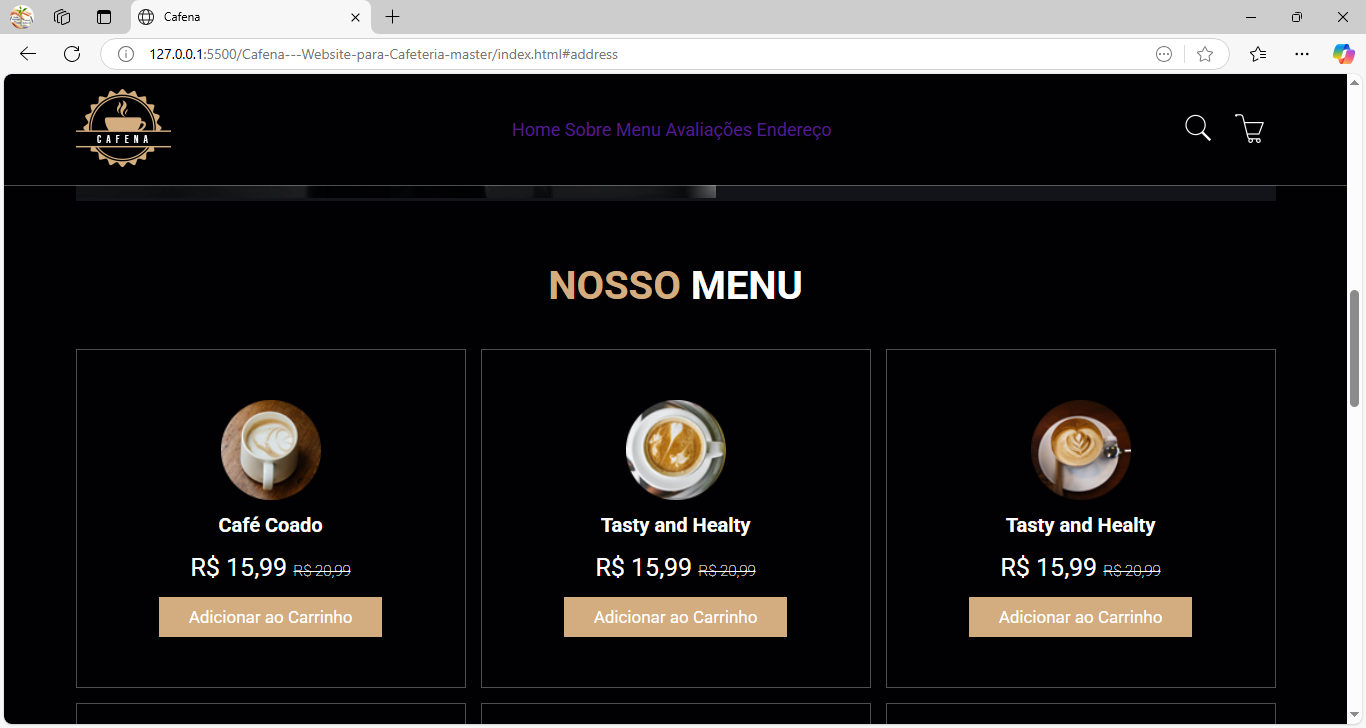 Cafena
127.0.0.1:5500/Cafena---Website-para-Cafeteria-master/index.html#address
CAFENA
Home Sobre Menu Avaliações Endereço
NOSSO MENU
Café Coado
R$ 15,99 R$ 20,99
Adicionar ao Carrinho
Tasty and Healty
R$ 15,99 R$ 20,99
Adicionar ao Carrinho
Tasty and Healty
R$ 15,99 R$ 20,99
Adicionar ao Carrinho